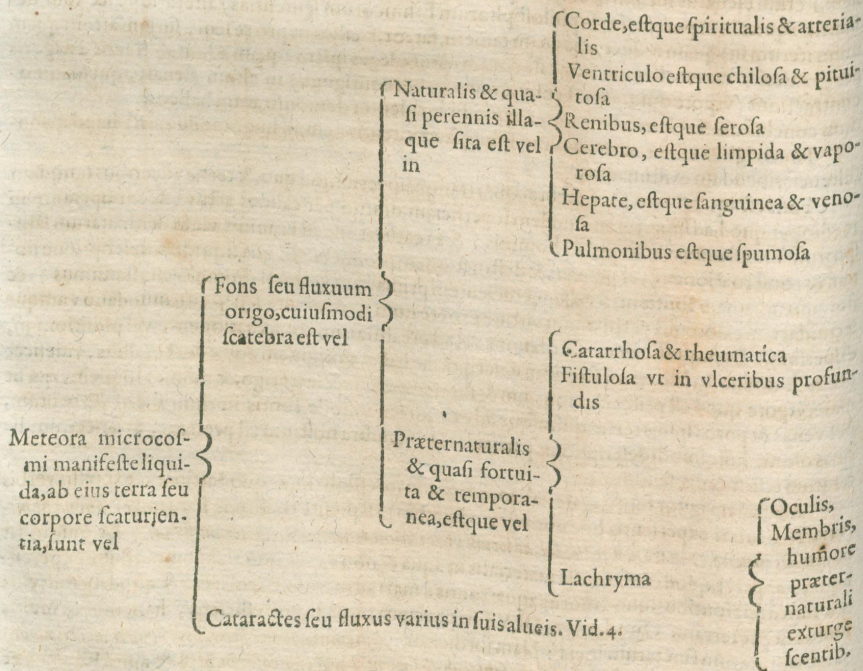 Meteora microcoſ-
mi manifeſte liqui-
da, ab eius terra ſeu
corpore ſcaturjen-
tia, ſunt vel
Fons ſeu fluxuum
origo, cuiuſmodi
ſcatebra eſt vel
Naturalis & qua-
ſi perennis illa-
que ſita eſt vel
in
Corde, eſtque ſpiritualis & arteria-
lis
Ventriculo eſtque chiloſa & pitui-
toſa
Renibus, eſtque ſeroſa
Cerebro, eſtque limpida & vapo-
roſa
Hepate, eſtque ſanguinea & veno-
ſa
Pulmonibus eſtque ſpumoſa
Præternaturalis
& quaſi fortui-
ta & tempora-
nea, eſtque vel
Catarrhoſa & rheumatica
Fiſtuloſa vt in vlceribus profun-
dis
Lachryma
Oculis,
Membris,
humore
præter-
naturali
exturge
ſcentib.
Cataractes ſeu fluxus varius in ſuis alueis. Vid. 4.